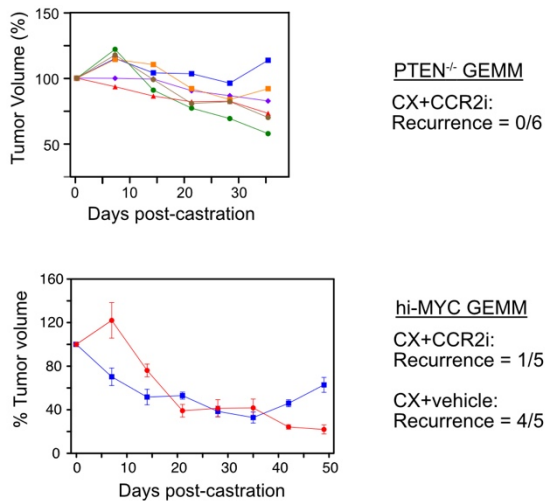 Tumor Volume (%)
150
100
50
0
10
20
30
40
Days post-castration
PTEN-/- GEMM
CX+CCR2i:
Recurrence = 0/6
% Tumor volume
160
120
80
40
0
0
10
20
30
40
50
Days post-castration
hi-MYC GEMM
CX+CCR2i:
Recurrence = 1/5
CX+vehicle:
Recurrence = 4/5